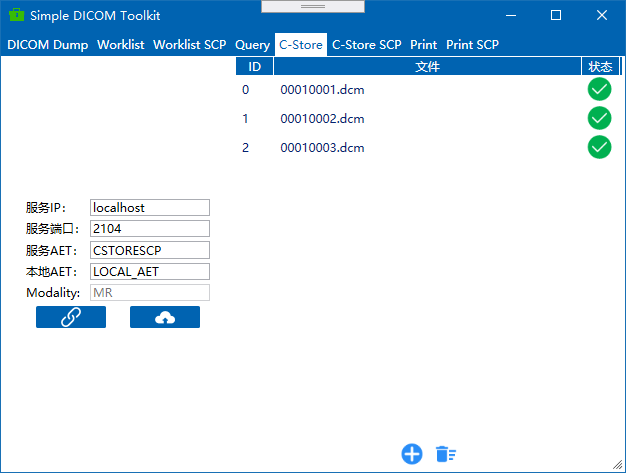 Simple DICOM Toolkit
DICOM Dump Worklist Worklist SCP Query C-Store C-Store SCP Print Print SCP
ID 文件 状态
0 00010001.dcm
1 00010002.dcm
2 00010003.dcm
服务IP: localhost
服务端口: 2104
服务AET: CSTORESCP
本地AET: LOCAL_AET
Modality: MR